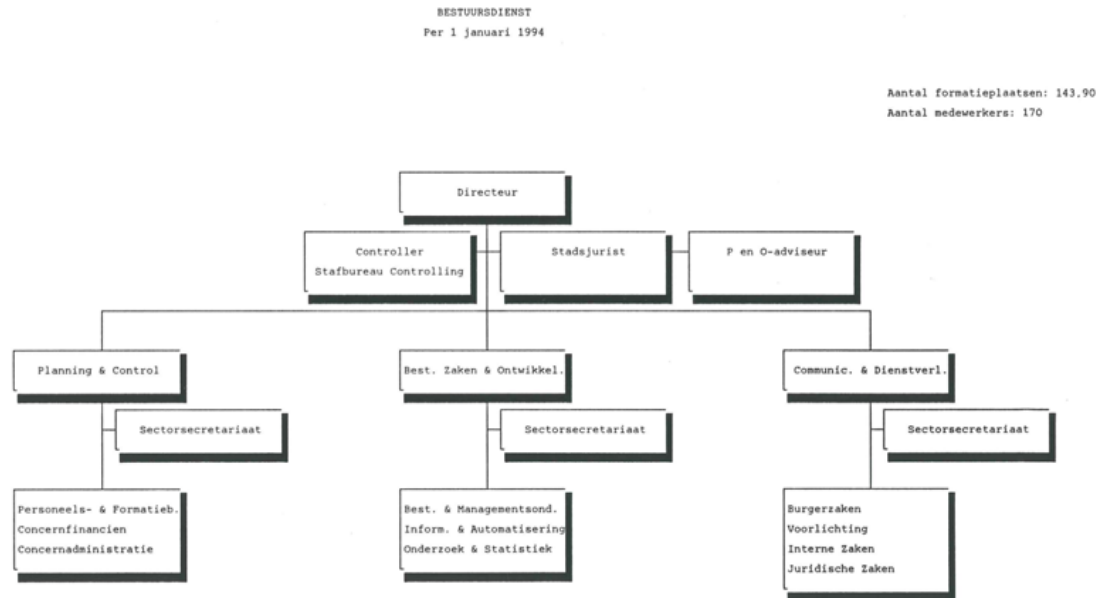 BESTUURSDIENST
Per 1 januari 1994
Aantal formatieplaatsen: 143,90
Aantal medewerkers: 170
Directeur
Controller
Stafbureau Controlling
Stadsjurist
P en O-adviseur
Planning & Control
Best. Zaken & Ontwikkel.
Communic. & Dienstverl.
Sectorsecretariaat
Sectorsecretariaat
Sectorsecretariaat
Personeels- & Formatieb.
Concernfinancien
Concernadministratie
Best. & Managementsond.
Inform. & Automatisering
Onderzoek & Statistiek
Burgerzaken
Voorlichting
Interne Zaken
Juridische Zaken